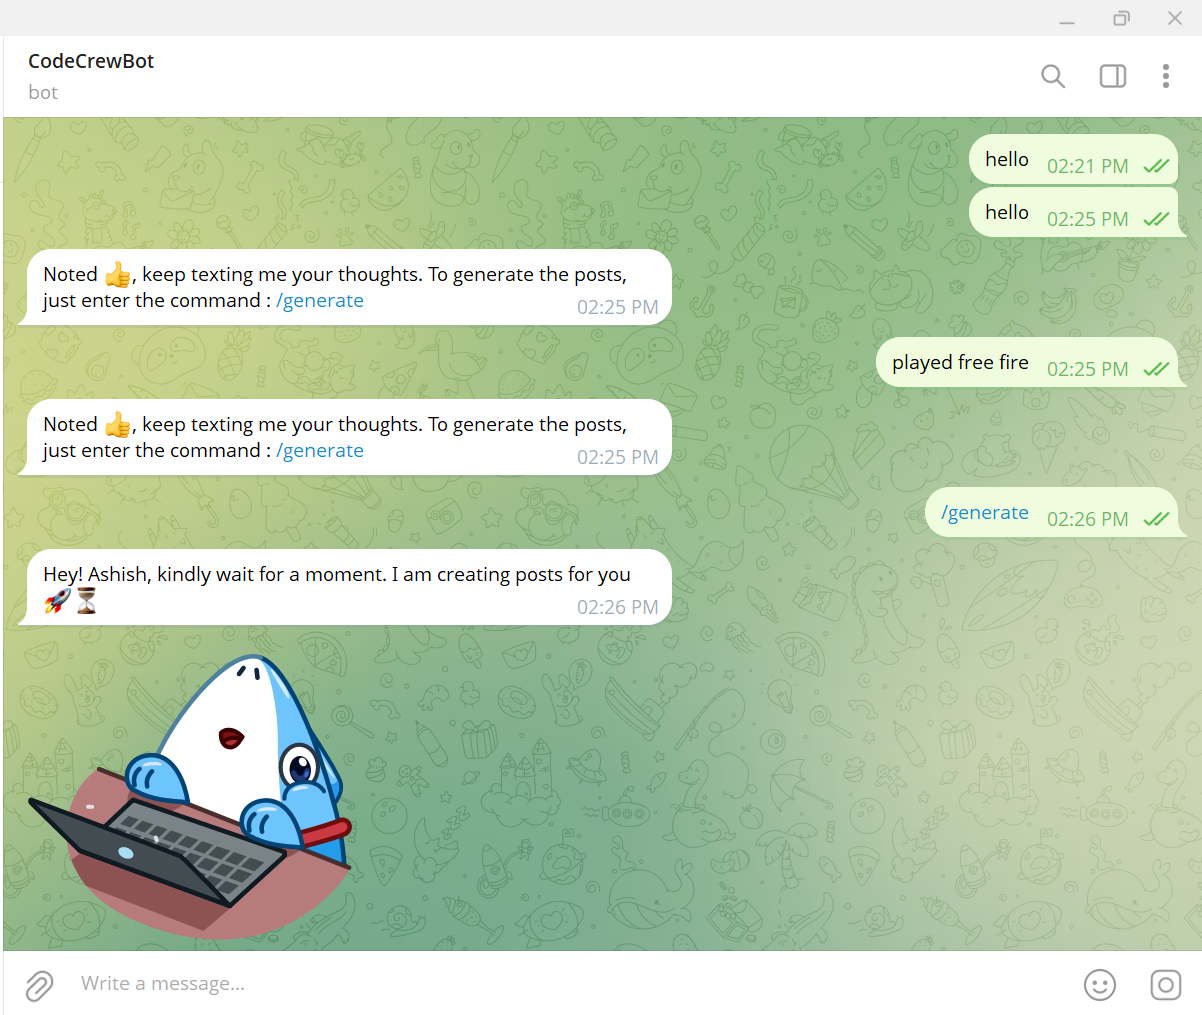 CodeCrewBot
bot
hello 02:21 PM
hello 02:25 PM
Noted 👍, keep texting me your thoughts. To generate the posts,
just enter the command : /generate 02:25 PM
played free fire 02:25 PM
Noted 👍, keep texting me your thoughts. To generate the posts,
just enter the command : /generate 02:25 PM
/generate 02:26 PM
Hey! Ashish, kindly wait for a moment. I am creating posts for you
🚀⏳ 02:26 PM
Write a message...